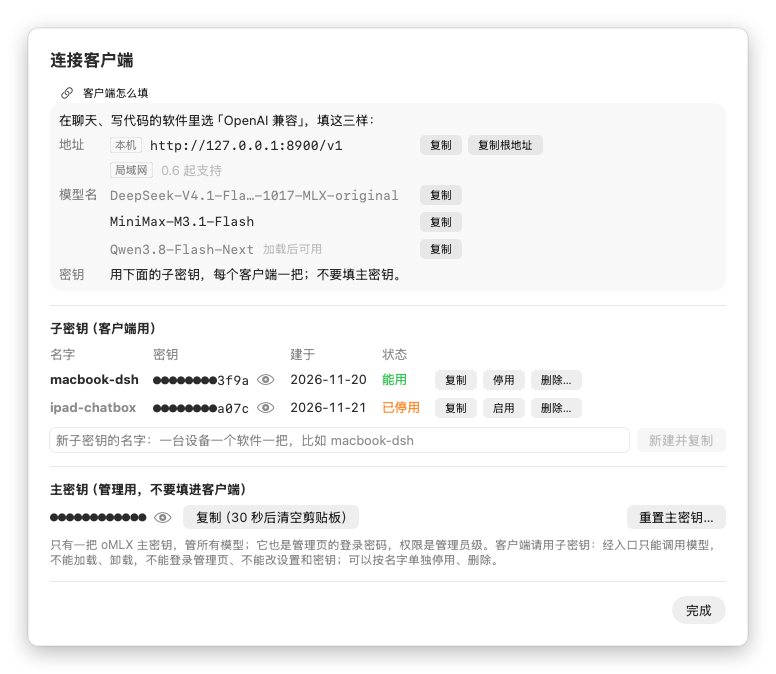 连接客户端
客户端怎么填
在聊天、写代码的软件里选「OpenAI 兼容」，填这三样：
地址 本机 http://127.0.0.1:8900/v1 复制 复制根地址
局域网 0.6 起支持
模型名 DeepSeek-V4.1-Fla…-1017-MLX-original 复制
MiniMax-M3.1-Flash 复制
Qwen3.8-Flash-Next 加载后可用 复制
密钥 用下面的子密钥，每个客户端一把；不要填主密钥。
子密钥（客户端用）
名字 密钥 建于 状态
macbook-dsh ●●●●●●●●3f9a 2026-11-20 能用 复制 停用 删除…
ipad-chatbox ●●●●●●●●a07c 2026-11-21 已停用 复制 启用 删除…
新子密钥的名字：一台设备一个软件一把，比如 macbook-dsh 新建并复制
主密钥（管理用，不要填进客户端）
●●●●●●●●●●●● 复制（30 秒后清空剪贴板） 重置主密钥…
只有一把 oMLX 主密钥，管所有模型；它也是管理页的登录密码，权限是管理员级。客户端请用子密钥：经入口只能调用模型，
不能加载、卸载，不能登录管理页、不能改设置和密钥；可以按名字单独停用、删除。
完成